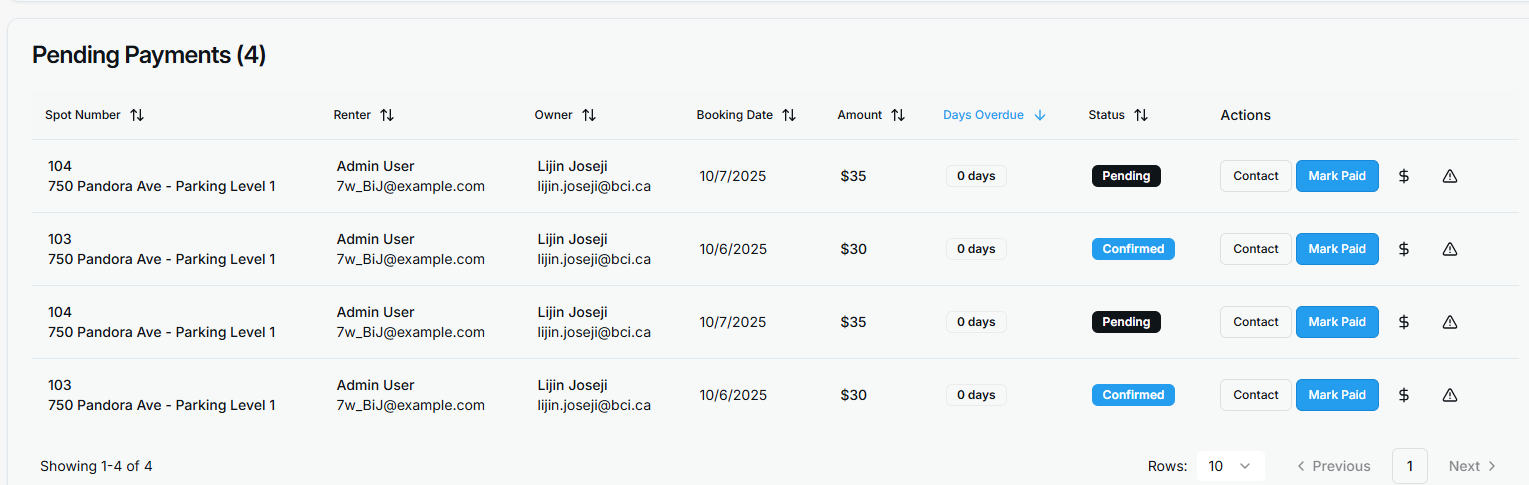 Pending Payments (4)
Spot Number Renter Owner Booking Date Amount Days Overdue Status Actions
104 Admin User Lijin Joseji
750 Pandora Ave - Parking Level 1 7w_BiJ@example.com lijin.joseji@bci.ca 10/7/2025 $35 0 days Pending Contact Mark Paid $
103 Admin User Lijin Joseji
750 Pandora Ave - Parking Level 1 7w_BiJ@example.com lijin.joseji@bci.ca 10/6/2025 $30 0 days Confirmed Contact Mark Paid $
104 Admin User Lijin Joseji
750 Pandora Ave - Parking Level 1 7w_BiJ@example.com lijin.joseji@bci.ca 10/7/2025 $35 0 days Pending Contact Mark Paid $
103 Admin User Lijin Joseji
750 Pandora Ave - Parking Level 1 7w_BiJ@example.com lijin.joseji@bci.ca 10/6/2025 $30 0 days Confirmed Contact Mark Paid $
Showing 1-4 of 4 Rows: 10 Previous 1 Next